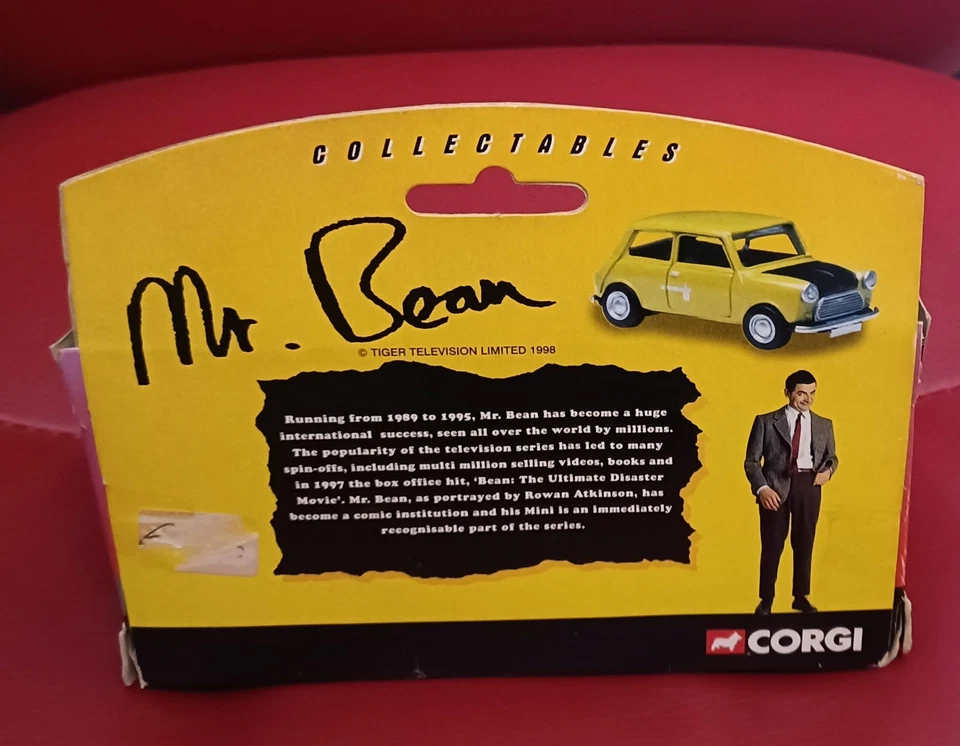 COLLECTABLES
Mr. Bean
© TIGER TELEVISION LIMITED 1998
Running from 1989 to 1995, Mr. Bean has become a huge
international success, seen all over the world by millions.
The popularity of the television series has led to many
spin-offs, including multi million selling videos, books and
in 1997 the box office hit, ‘Bean: The Ultimate Disaster
Movie’. Mr. Bean, as portrayed by Rowan Atkinson, has
become a comic institution and his Mini is an immediately
recognisable part of the series.
CORGI